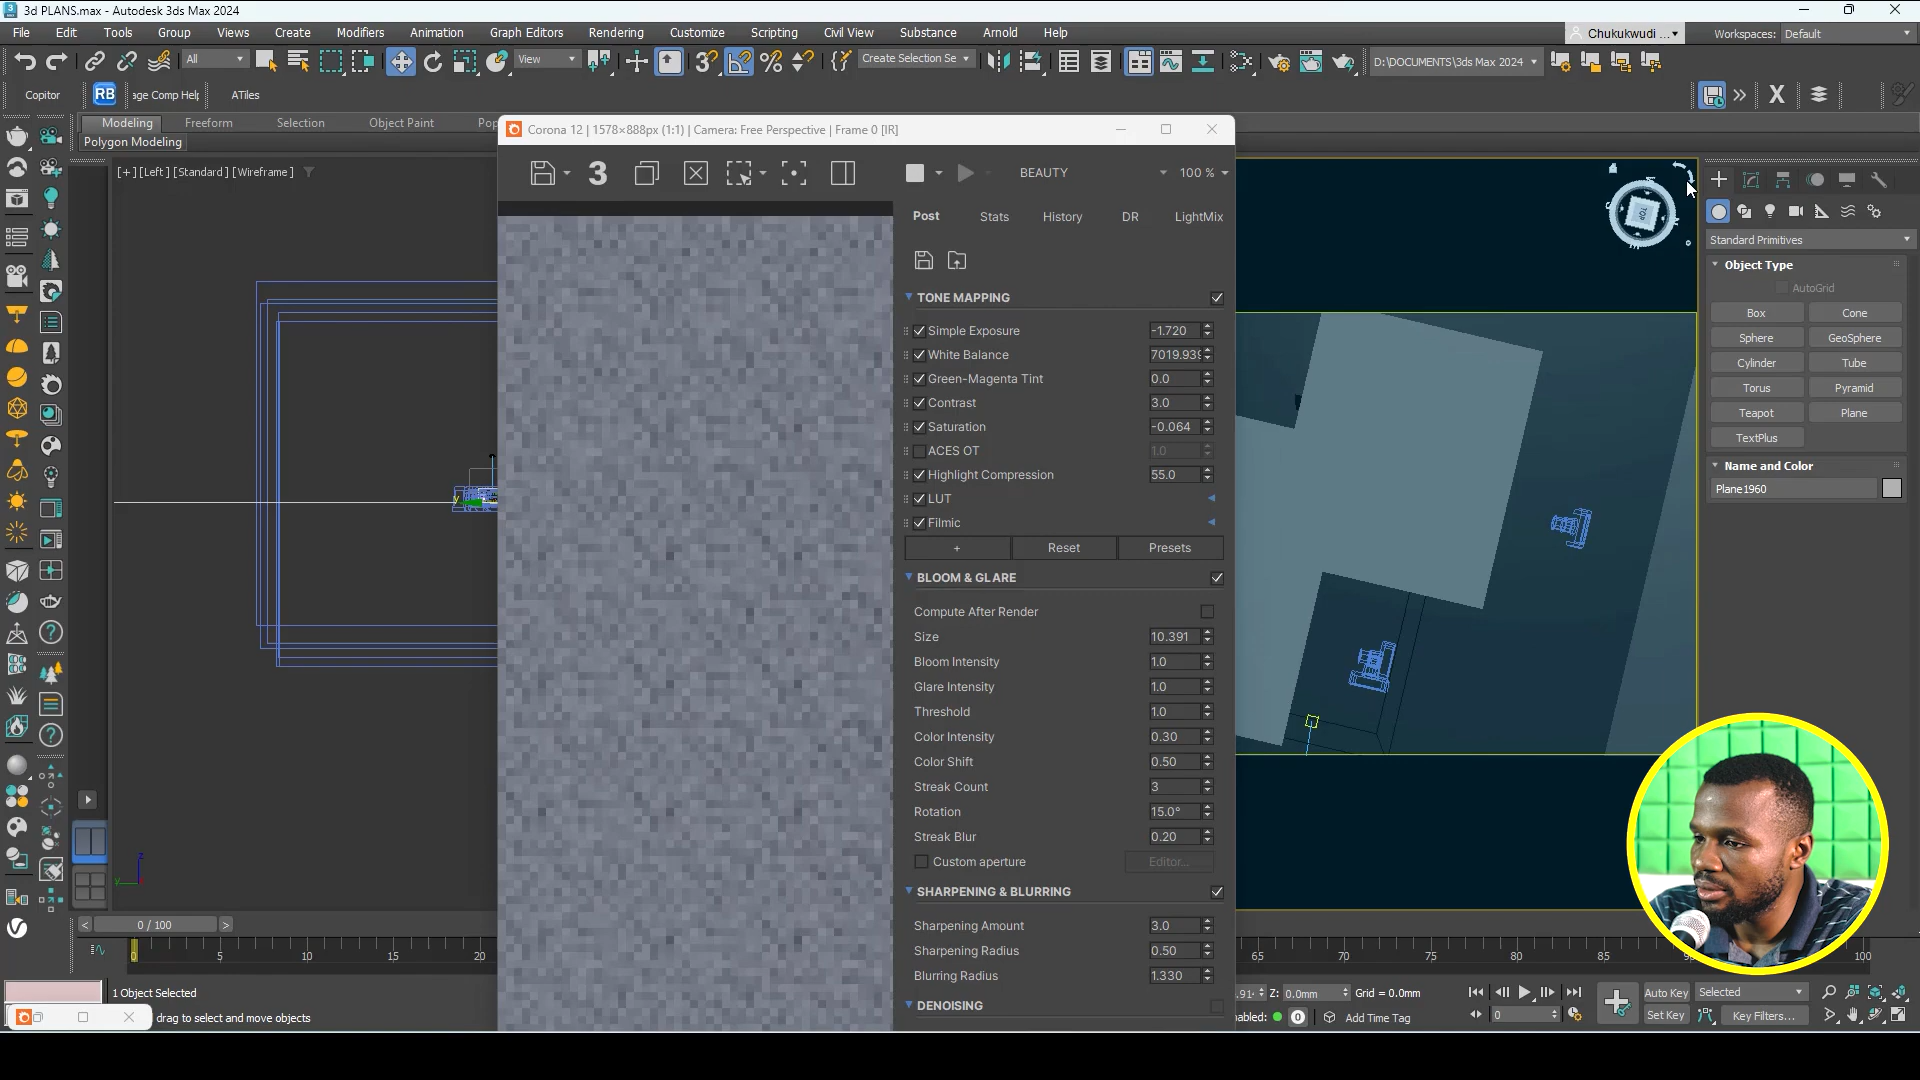 3d PLANS.max - Autodesk 3ds Max 2024
File Edit Tools Group Views Create Modifiers Animation Graph Editors Rendering Customize Scripting Civil View Substance Arnold Help
Chukukwudi ...
Workspaces: Default
All
View
Create Selection Se
D:\DOCUMENTS\3ds Max 2024
Copitor
RB
age Comp Help
ATiles
Modeling Freeform Selection Object Paint Pop
Polygon Modeling
[+] [Left] [Standard] [Wireframe]
Corona 12 | 1578×888px (1:1) | Camera: Free Perspective | Frame 0 [IR]
3
BEAUTY
100 %
Post Stats History DR LightMix
TONE MAPPING
Simple Exposure -1.720
White Balance 7019.939
Green-Magenta Tint 0.0
Contrast 3.0
Saturation -0.064
ACES OT 1.0
Highlight Compression 55.0
LUT
Filmic
+ Reset Presets
BLOOM & GLARE
Compute After Render
Size 10.391
Bloom Intensity 1.0
Glare Intensity 1.0
Threshold 1.0
Color Intensity 0.30
Color Shift 0.50
Streak Count 3
Rotation 15.0°
Streak Blur 0.20
Custom aperture Editor...
SHARPENING & BLURRING
Sharpening Amount 3.0
Sharpening Radius 0.50
Blurring Radius 1.330
DENOISING
TOP
Standard Primitives
Object Type
AutoGrid
Box Cone
Sphere GeoSphere
Cylinder Tube
Torus Pyramid
Teapot Plane
TextPlus
Name and Color
Plane1960
z
y
y
< 0 / 100 >
0 5 10 15 20 65 70 75 80 85 100
1 Object Selected
drag to select and move objects
.91 Z: 0.0mm Grid = 0.0mm
abled: 0 Add Time Tag
0
Auto Key Selected
Set Key Key Filters...